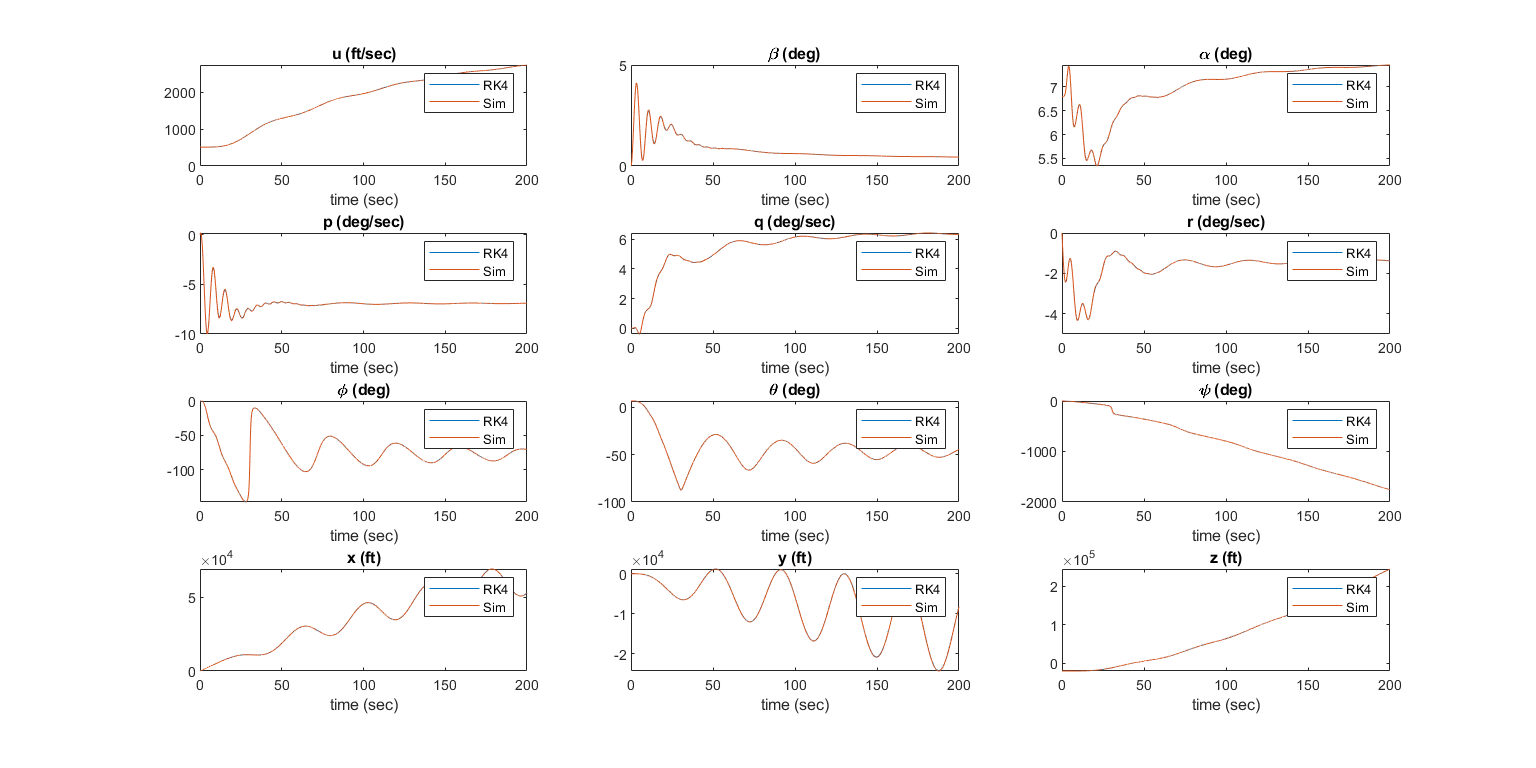 u (ft/sec)
2000
1000
0
0 50 100 150 200
time (sec)
RK4
Sim
β (deg)
5
0
0 50 100 150 200
time (sec)
RK4
Sim
α (deg)
7
6.5
6
5.5
0 50 100 150 200
time (sec)
RK4
Sim
p (deg/sec)
0
-5
-10
0 50 100 150 200
time (sec)
RK4
Sim
q (deg/sec)
6
4
2
0
0 50 100 150 200
time (sec)
RK4
Sim
r (deg/sec)
0
-2
-4
0 50 100 150 200
time (sec)
RK4
Sim
ϕ (deg)
0
-50
-100
0 50 100 150 200
time (sec)
RK4
Sim
θ (deg)
0
-50
-100
0 50 100 150 200
time (sec)
RK4
Sim
ψ (deg)
0
-1000
-2000
0 50 100 150 200
time (sec)
RK4
Sim
x (ft)
×10⁴
5
0
0 50 100 150 200
time (sec)
RK4
Sim
y (ft)
×10⁴
0
-1
-2
0 50 100 150 200
time (sec)
RK4
Sim
z (ft)
×10⁵
2
1
0
0 50 100 150 200
time (sec)
RK4
Sim